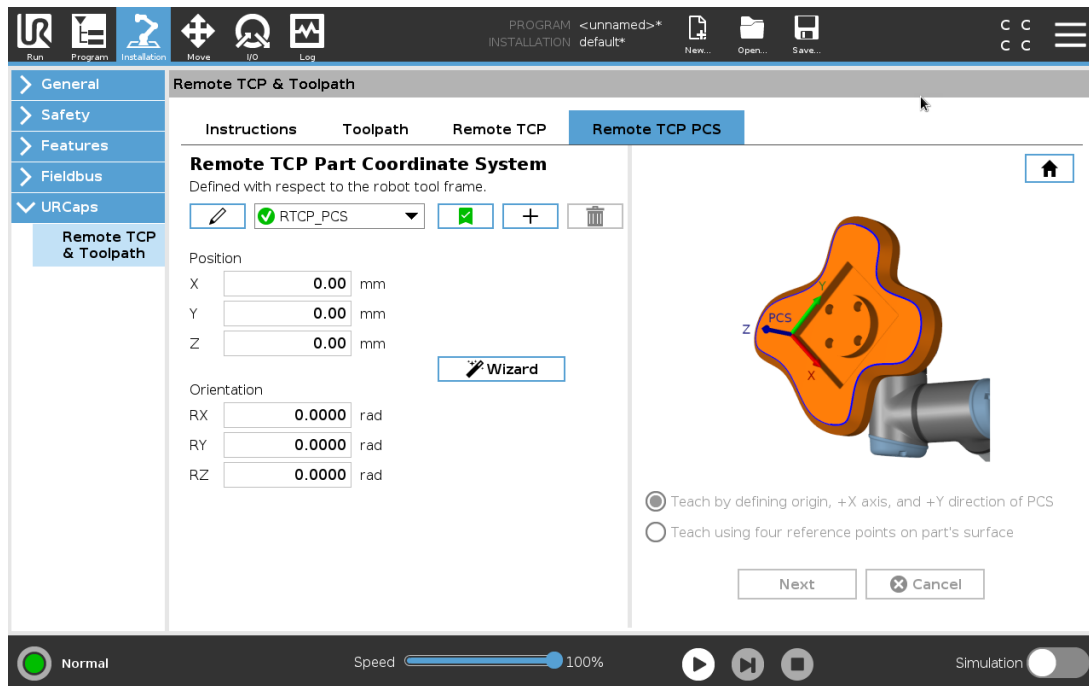 PROGRAM <unnamed>*
INSTALLATION default*
Run Program Installation Move I/O Log New... Open... Save...
C C
C C
General
Safety
Features
Fieldbus
URCaps
Remote TCP
& Toolpath
Remote TCP & Toolpath
Instructions Toolpath Remote TCP Remote TCP PCS
Remote TCP Part Coordinate System
Defined with respect to the robot tool frame.
RTCP_PCS
Position
X 0.00 mm
Y 0.00 mm
Z 0.00 mm
Wizard
Orientation
RX 0.0000 rad
RY 0.0000 rad
RZ 0.0000 rad
Y
PCS
Z
X
Teach by defining origin, +X axis, and +Y direction of PCS
Teach using four reference points on part's surface
Next Cancel
Normal Speed 100% Simulation